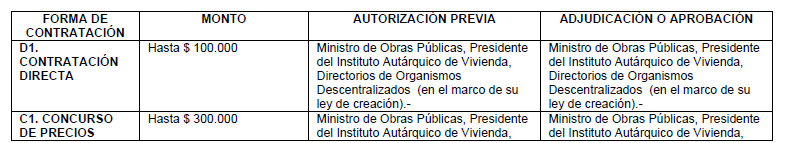 FORMA DE CONTRATACIÓN
MONTO
AUTORIZACIÓN PREVIA
ADJUDICACIÓN O APROBACIÓN
D1.
CONTRATACIÓN
DIRECTA
Hasta $ 100.000
Ministro de Obras Públicas, Presidente
del Instituto Autárquico de Vivienda,
Directorios de Organismos
Descentralizados (en el marco de su
ley de creación).-
Ministro de Obras Públicas, Presidente
del Instituto Autárquico de Vivienda,
Directorios de Organismos
Descentralizados (en el marco de su
ley de creación).-
C1. CONCURSO
DE PRECIOS
Hasta $ 300.000
Ministro de Obras Públicas, Presidente
del Instituto Autárquico de Vivienda,
Ministro de Obras Públicas, Presidente
del Instituto Autárquico de Vivienda,